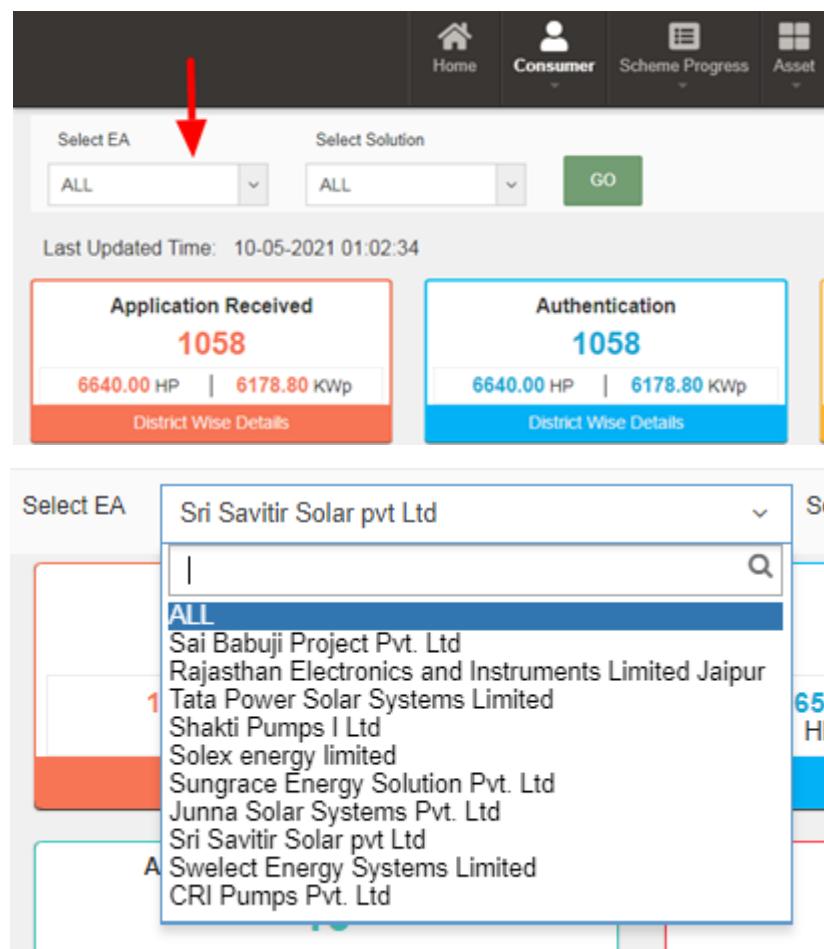 Home Consumer Scheme Progress Asset
Select EA Select Solution
ALL ALL GO
Last Updated Time: 10-05-2021 01:02:34
Application Received Authentication
1058 1058
6640.00 HP | 6178.80 KWp 6640.00 HP | 6178.80 KWp
District Wise Details District Wise Details
Select EA Sri Savitir Solar pvt Ltd
ALL
Sai Babuji Project Pvt. Ltd
Rajasthan Electronics and Instruments Limited Jaipur
Tata Power Solar Systems Limited
Shakti Pumps I Ltd
Solex energy limited
Sungrace Energy Solution Pvt. Ltd
Junna Solar Systems Pvt. Ltd
Sri Savitir Solar pvt Ltd
Swelect Energy Systems Limited
CRI Pumps Pvt. Ltd